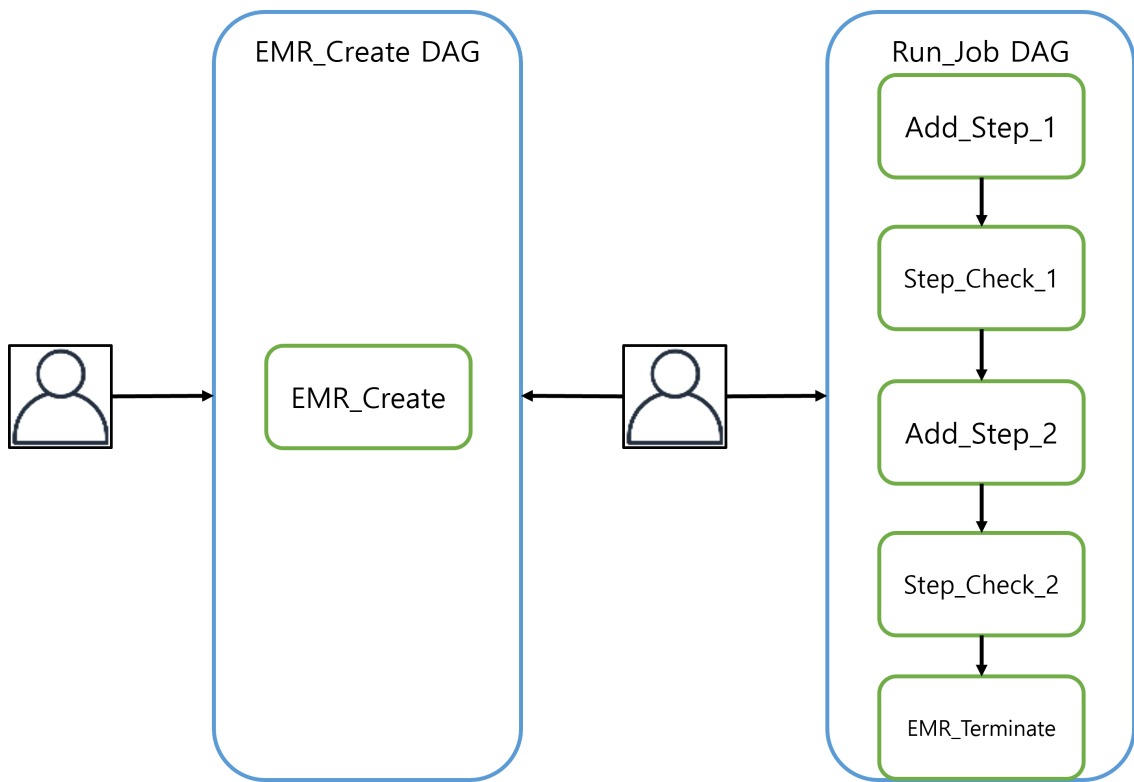 EMR_Create DAG
EMR_Create
Run_Job DAG
Add_Step_1
Step_Check_1
Add_Step_2
Step_Check_2
EMR_Terminate